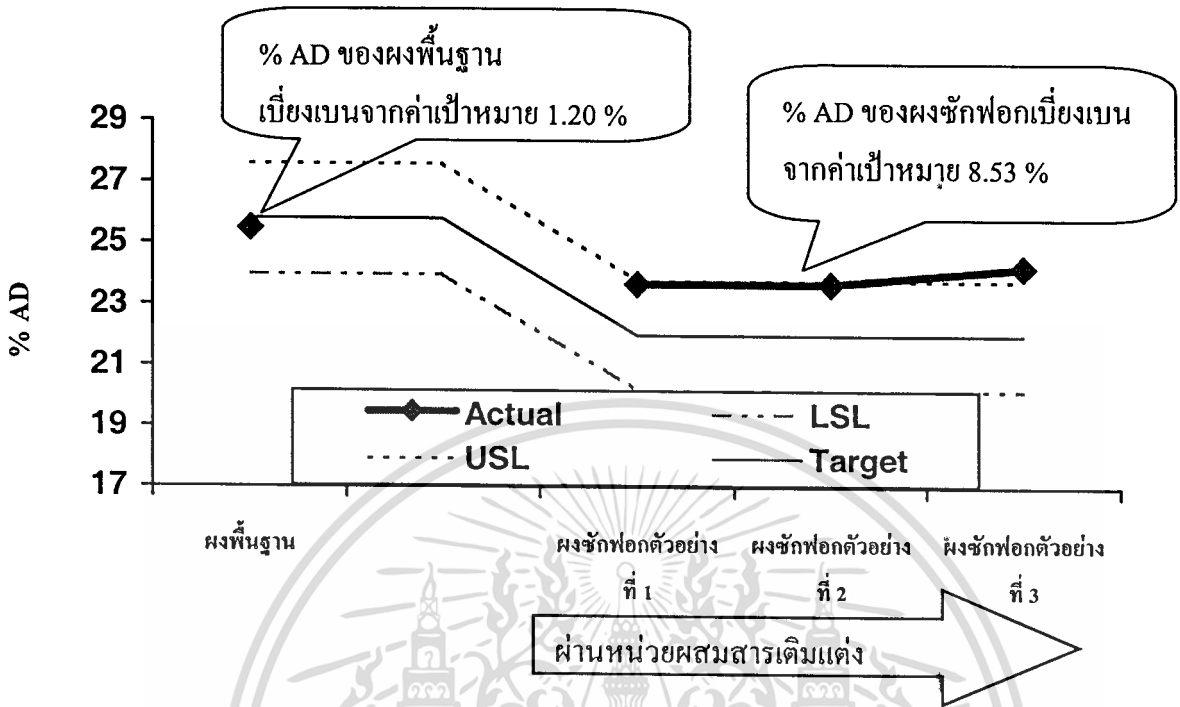 % AD ของผงพื้นฐาน
เบี่ยงเบนจากค่าเป้าหมาย 1.20 %
% AD ของผงซักฟอกเบี่ยงเบน
จากค่าเป้าหมาย 8.53 %
29
27
25
23
21
19
17
% AD
Actual
LSL
USL
Target
ผงพื้นฐาน
ผงซักฟอกตัวอย่าง
ที่ 1
ผงซักฟอกตัวอย่าง
ที่ 2
ผงซักฟอกตัวอย่าง
ที่ 3
ผ่านหน่วยผสมสารเติมแต่ง